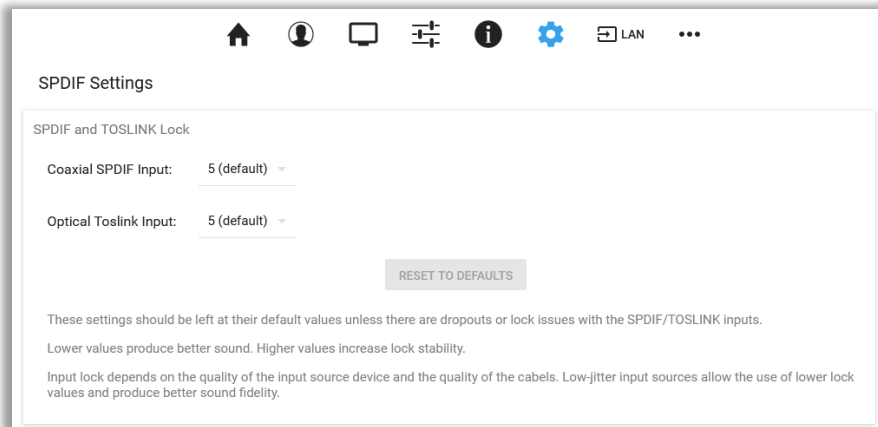 LAN
SPDIF Settings
SPDIF and TOSLINK Lock
Coaxial SPDIF Input: 5 (default)
Optical Toslink Input: 5 (default)
RESET TO DEFAULTS
These settings should be left at their default values unless there are dropouts or lock issues with the SPDIF/TOSLINK inputs.
Lower values produce better sound. Higher values increase lock stability.
Input lock depends on the quality of the input source device and the quality of the cabels. Low-jitter input sources allow the use of lower lock
values and produce better sound fidelity.